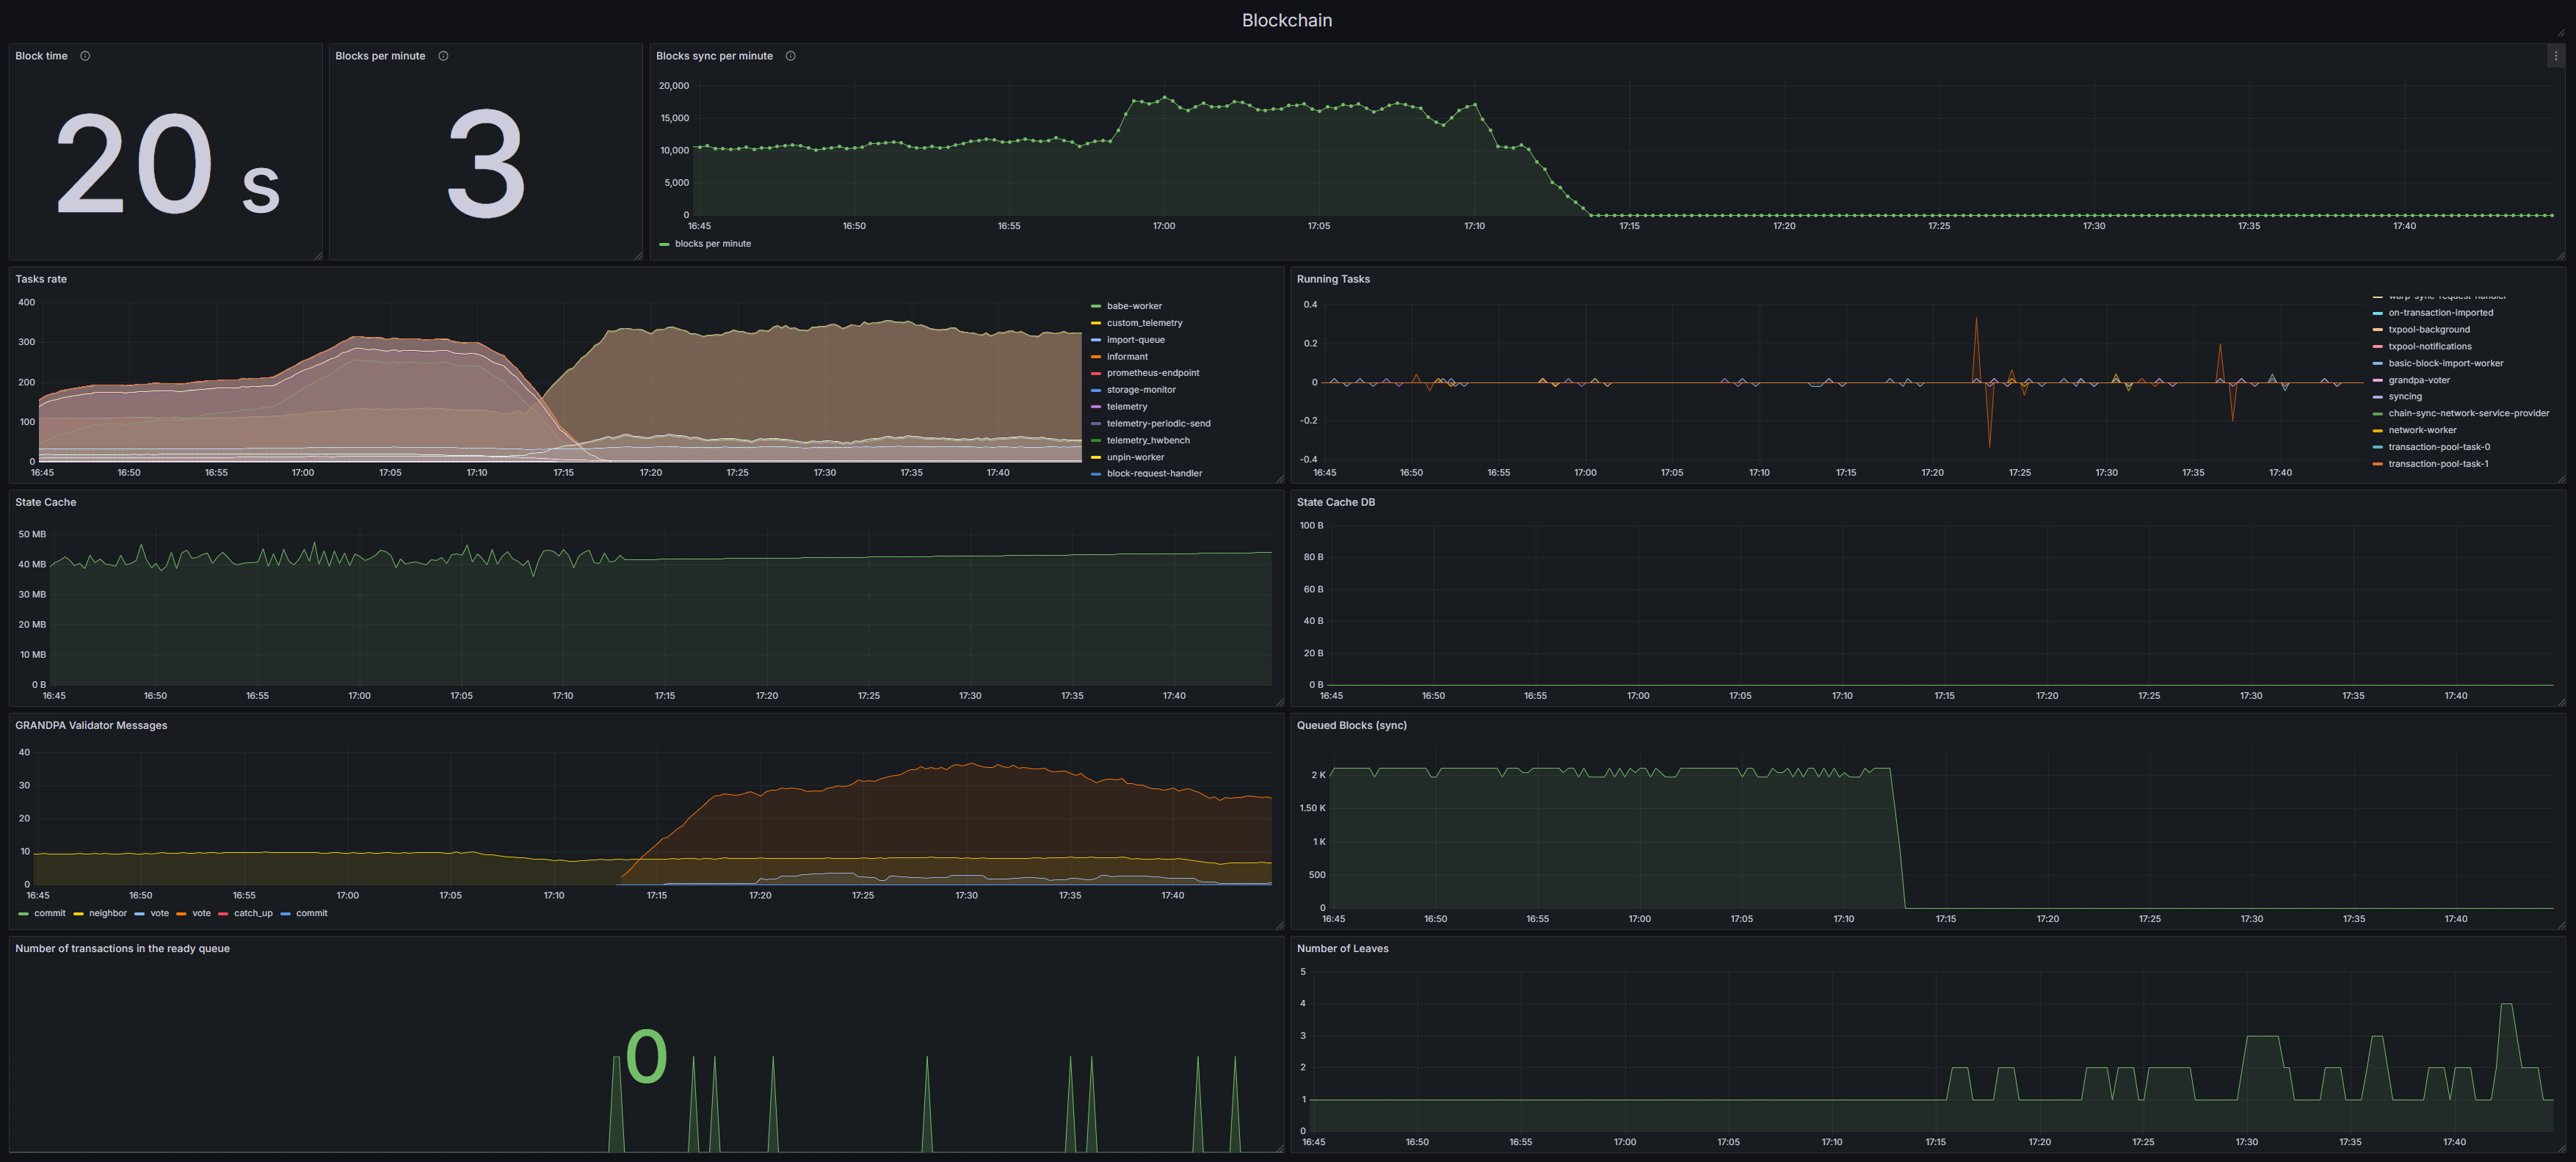 Blockchain
Block time
20 s
Blocks per minute
3
Blocks sync per minute
20,000
15,000
10,000
5,000
0
16:45 16:50 16:55 17:00 17:05 17:10 17:15 17:20 17:25 17:30 17:35 17:40
blocks per minute
Tasks rate
400
300
200
100
0
16:45 16:50 16:55 17:00 17:05 17:10 17:15 17:20 17:25 17:30 17:35 17:40
babe-worker
custom_telemetry
import-queue
informant
prometheus-endpoint
storage-monitor
telemetry
telemetry-periodic-send
telemetry_hwbench
unpin-worker
block-request-handler
Running Tasks
0.4
0.2
0
-0.2
-0.4
16:45 16:50 16:55 17:00 17:05 17:10 17:15 17:20 17:25 17:30 17:35 17:40
warp-sync-request-handler
on-transaction-imported
txpool-background
txpool-notifications
basic-block-import-worker
grandpa-voter
syncing
chain-sync-network-service-provider
network-worker
transaction-pool-task-0
transaction-pool-task-1
State Cache
50 MB
40 MB
30 MB
20 MB
10 MB
0 B
16:45 16:50 16:55 17:00 17:05 17:10 17:15 17:20 17:25 17:30 17:35 17:40
State Cache DB
100 B
80 B
60 B
40 B
20 B
0 B
16:45 16:50 16:55 17:00 17:05 17:10 17:15 17:20 17:25 17:30 17:35 17:40
GRANDPA Validator Messages
40
30
20
10
0
16:45 16:50 16:55 17:00 17:05 17:10 17:15 17:20 17:25 17:30 17:35 17:40
commit neighbor vote vote catch_up commit
Queued Blocks (sync)
2 K
1.50 K
1 K
500
0
16:45 16:50 16:55 17:00 17:05 17:10 17:15 17:20 17:25 17:30 17:35 17:40
Number of transactions in the ready queue
0
Number of Leaves
5
4
3
2
1
0
16:45 16:50 16:55 17:00 17:05 17:10 17:15 17:20 17:25 17:30 17:35 17:40